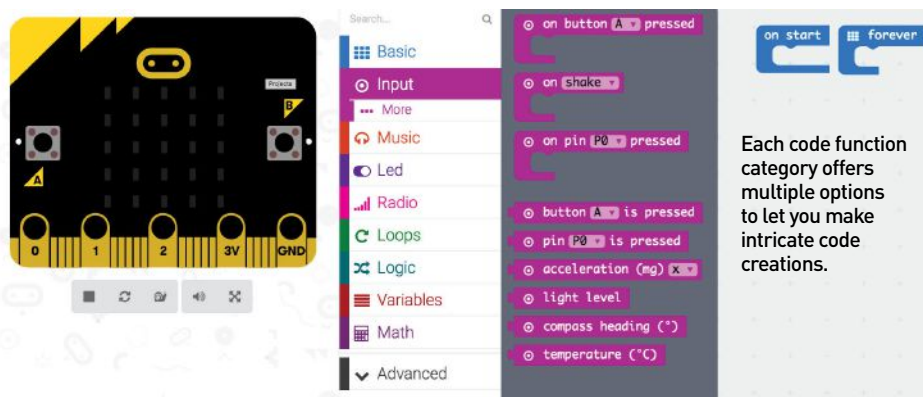 Projects
B
A
0 1 2 3V GND
Search...
Basic
Input
More
Music
Led
Radio
Loops
Logic
Variables
Math
Advanced
on button A pressed
on shake
on pin P0 pressed
button A is pressed
pin P0 is pressed
acceleration (mg) x
light level
compass heading (°)
temperature (°C)
on start
forever
Each code function
category offers
multiple options
to let you make
intricate code
creations.